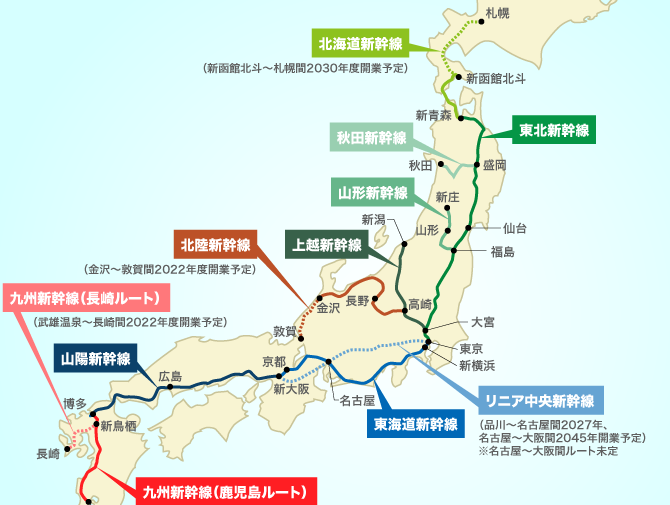 札幌
北海道新幹線
(新函館北斗〜札幌間2030年度開業予定)
新函館北斗
新青森
東北新幹線
秋田新幹線
秋田
盛岡
山形新幹線
新庄
新潟
山形
仙台
北陸新幹線
上越新幹線
福島
(金沢〜敦賀間2022年度開業予定)
九州新幹線(長崎ルート)
金沢
長野
高崎
(武雄温泉〜長崎間2022年度開業予定)
大宮
敦賀
東京
山陽新幹線
京都
新横浜
広島
新大阪
名古屋
リニア中央新幹線
博多
新鳥栖
東海道新幹線
(品川〜名古屋間2027年、
名古屋〜大阪間2045年開業予定)
※名古屋〜大阪間ルート未定
長崎
九州新幹線(鹿児島ルート)